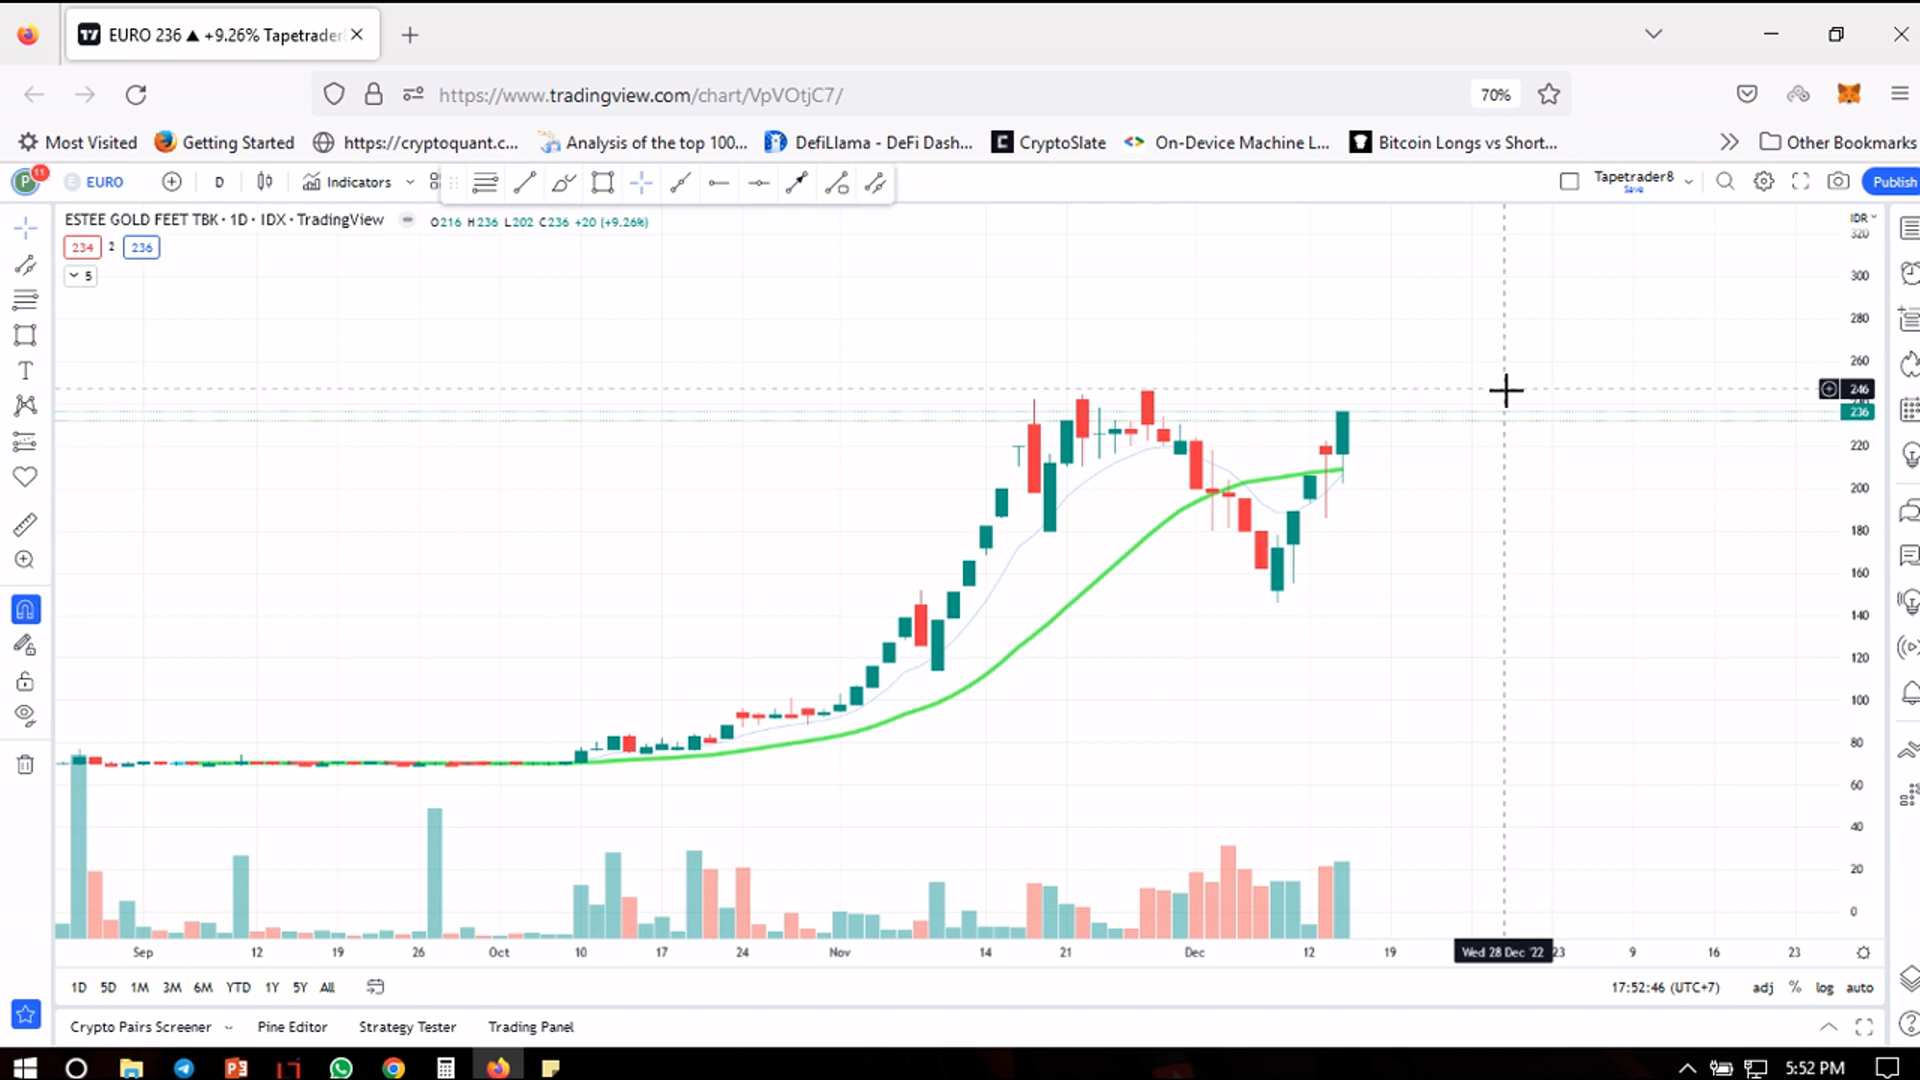 EURO 236 ▲ +9.26% Tapetrader
https://www.tradingview.com/chart/VpVOtjC7/
70%
Most Visited Getting Started https://cryptoquant.c... Analysis of the top 100... DefiLlama - DeFi Dash... CryptoSlate On-Device Machine L... Bitcoin Longs vs Short... Other Bookmarks
P 11 EURO D Indicators Tapetrader8 Save Publish
ESTEE GOLD FEET TBK · 1D · IDX · TradingView O216 H236 L202 C236 +20 (+9.26%)
234 2 236
5
IDR
320
300
280
260
246
236
220
200
180
160
140
120
100
80
60
40
20
0
Sep 12 19 26 Oct 10 17 24 Nov 14 21 Dec 12 19 Wed 28 Dec '22 23 9 16 23
1D 5D 1M 3M 6M YTD 1Y 5Y All 17:52:46 (UTC+7) adj % log auto
Crypto Pairs Screener Pine Editor Strategy Tester Trading Panel
5:52 PM